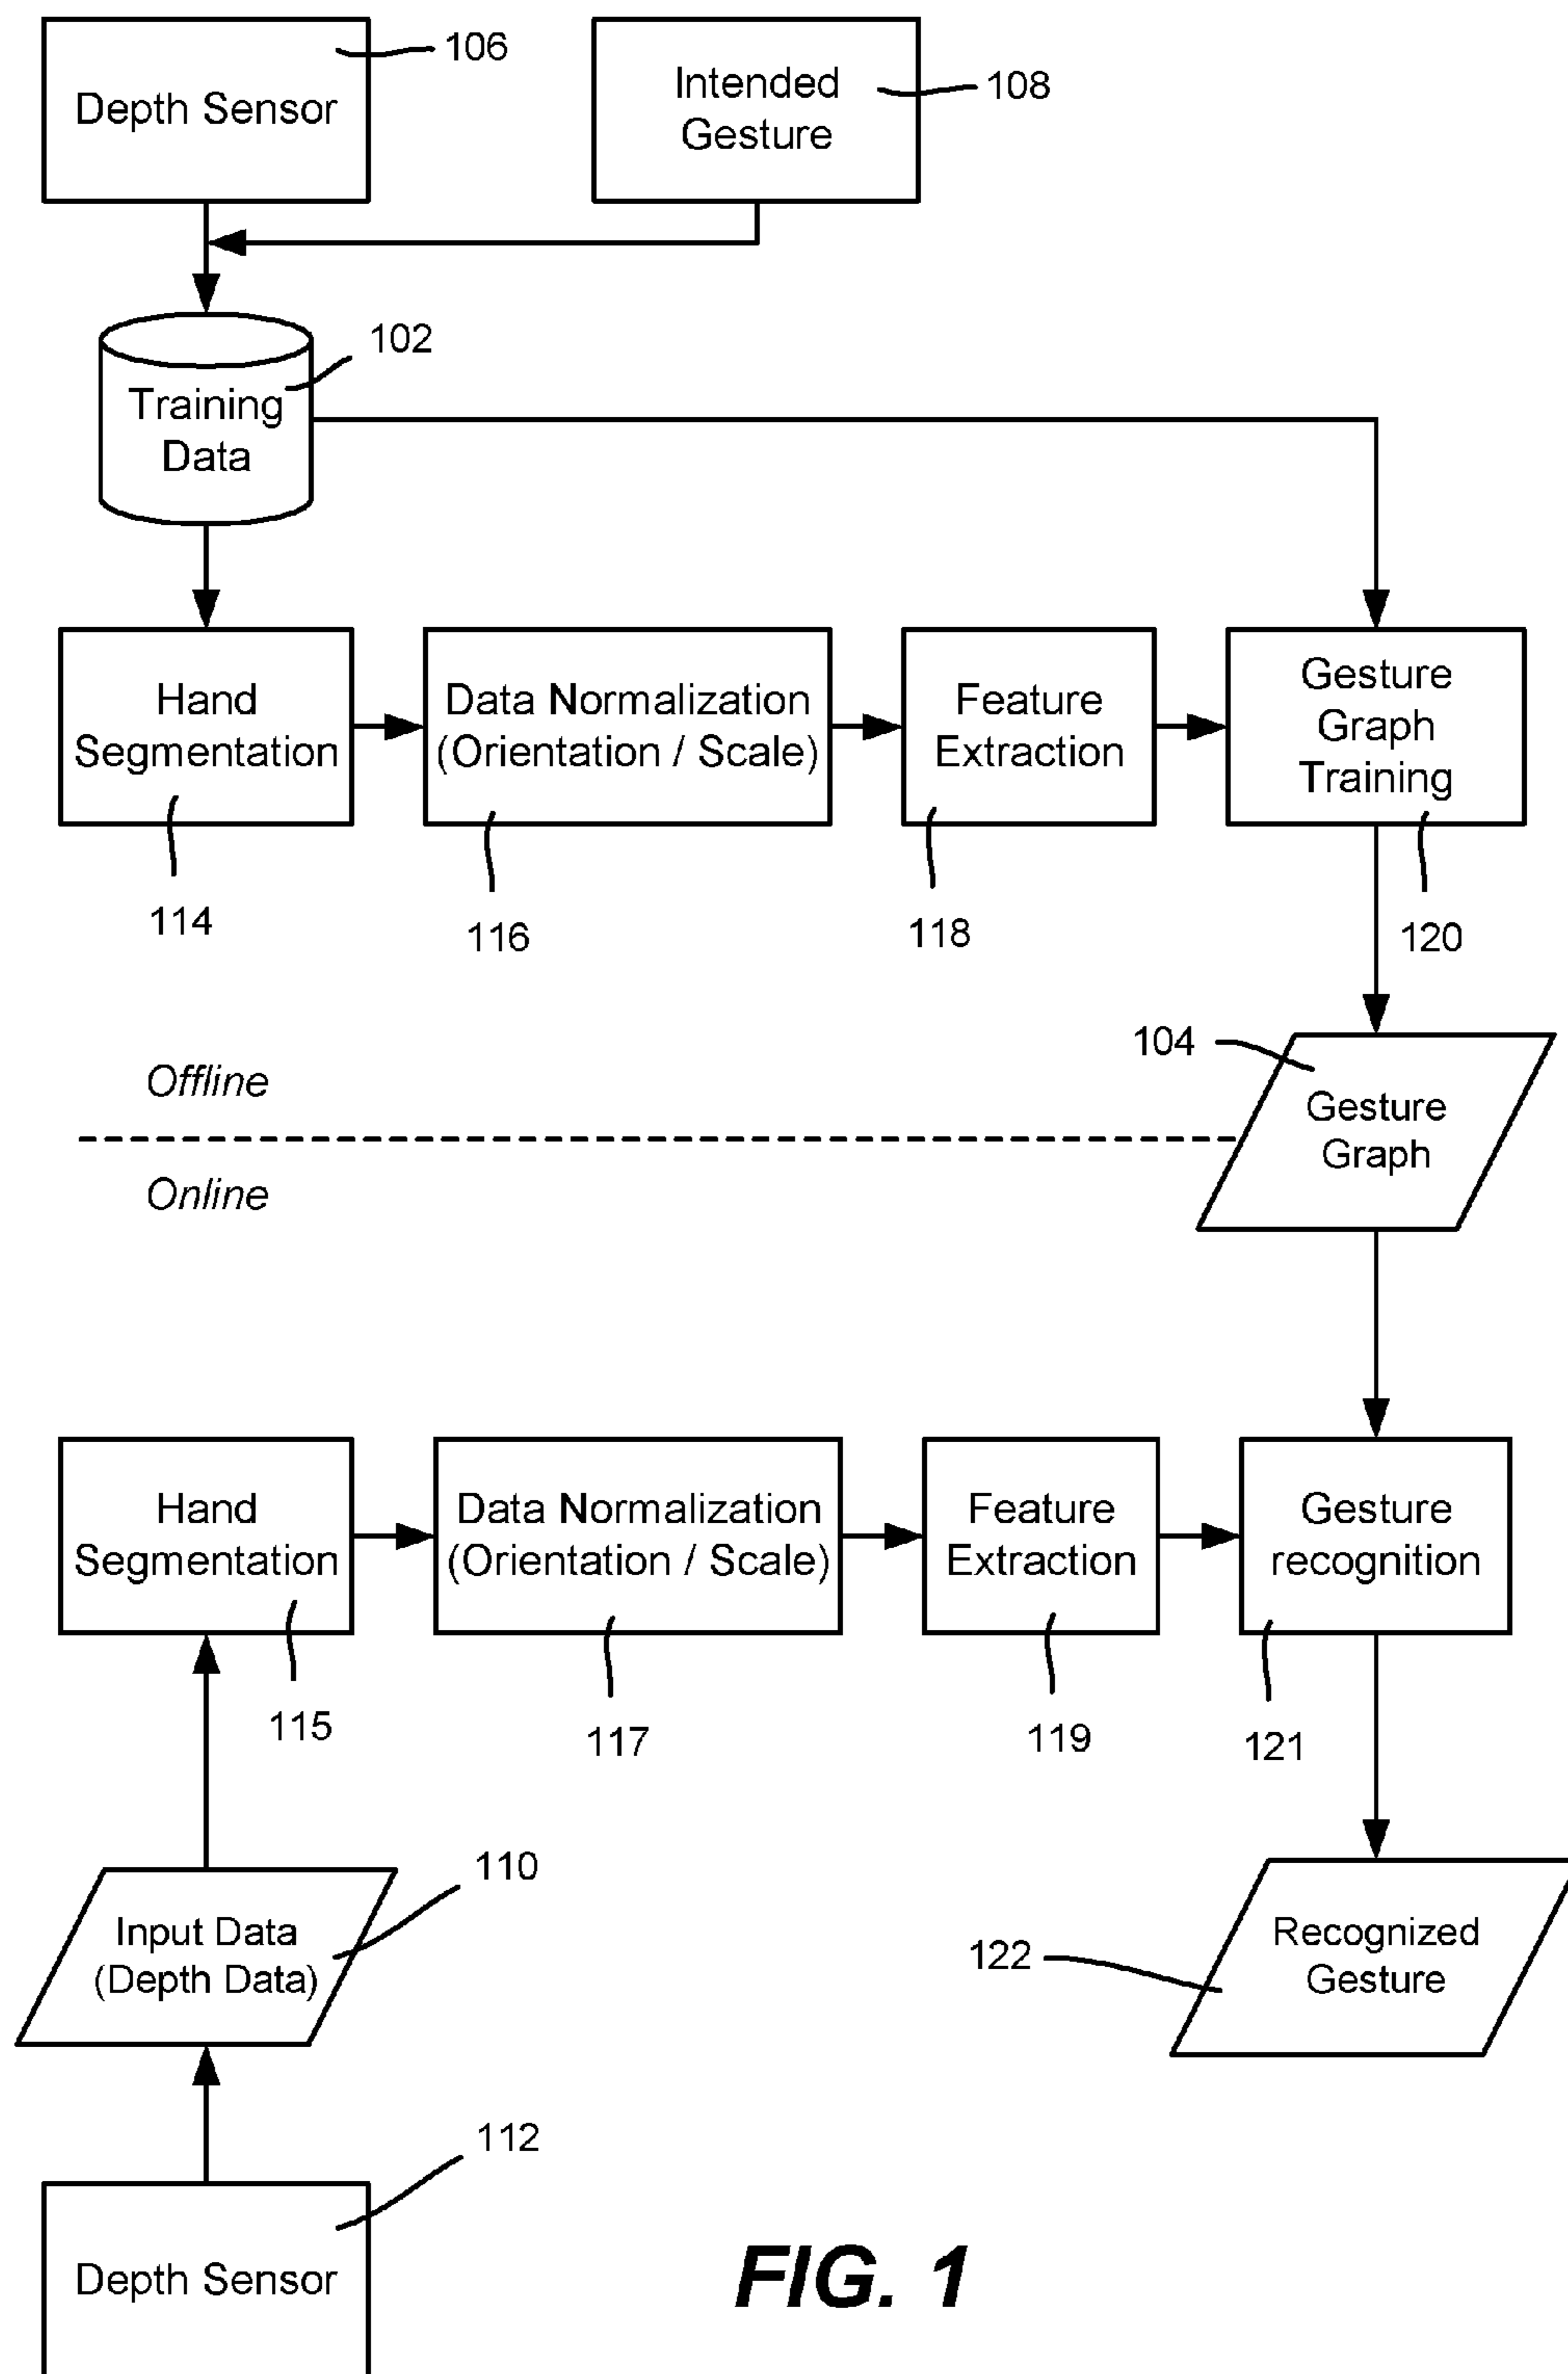 106
Depth Sensor
Intended
Gesture
108
102
Training
Data
Hand
Segmentation
Data Normalization
(Orientation / Scale)
Feature
Extraction
Gesture
Graph
Training
114
116
118
120
104
Gesture
Graph
Offline
Online
Hand
Segmentation
Data Normalization
(Orientation / Scale)
Feature
Extraction
Gesture
recognition
115
117
119
121
110
Input Data
(Depth Data)
122
Recognized
Gesture
112
Depth Sensor
FIG. 1